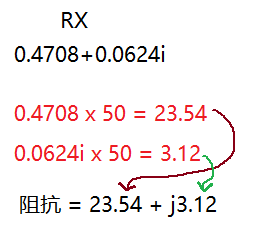 RX
0.4708+0.0624i
0.4708 x 50 = 23.54
0.0624i x 50 = 3.12
阻抗 = 23.54 + j3.12